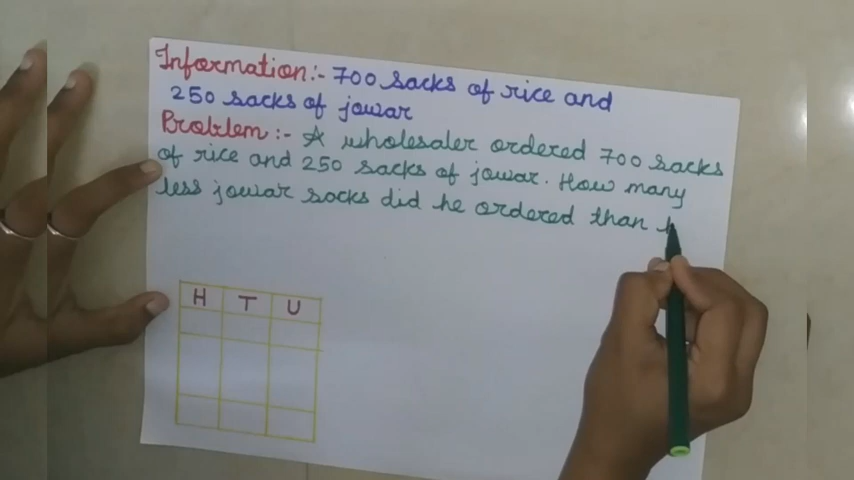 Information:- 700 sacks of rice and
250 sacks of jowar
Problem:- A wholesaler ordered 700 sacks
of rice and 250 sacks of jowar. How many
less jowar sacks did he ordered than
H T U